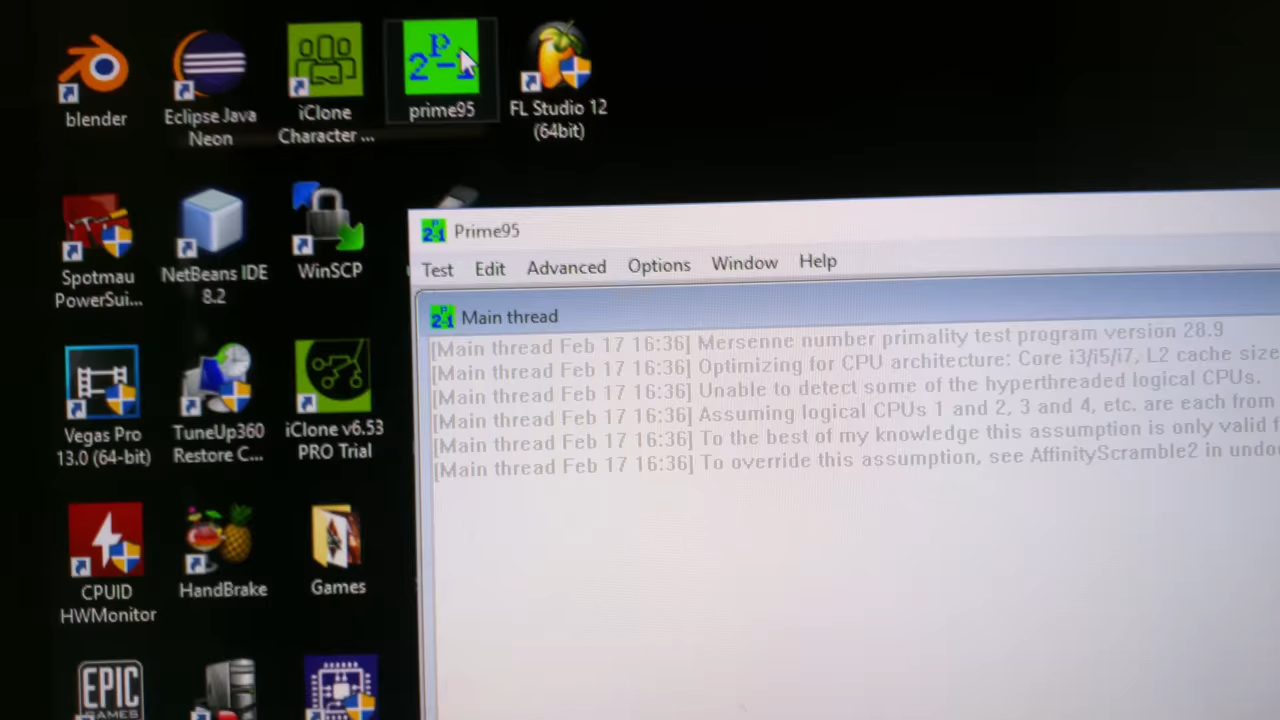 blender
Eclipse Java
Neon
iClone
Character ...
2^P-1
prime95
FL Studio 12
(64bit)
Spotmau
PowerSui...
NetBeans IDE
8.2
WinSCP
Vegas Pro
13.0 (64-bit)
TuneUp360
Restore C...
iClone v6.53
PRO Trial
CPUID
HWMonitor
HandBrake
Games
EPIC
GAMES
Prime95
Test Edit Advanced Options Window Help
Main thread
[Main thread Feb 17 16:36] Mersenne number primality test program version 28.9
[Main thread Feb 17 16:36] Optimizing for CPU architecture: Core i3/i5/i7, L2 cache size
[Main thread Feb 17 16:36] Unable to detect some of the hyperthreaded logical CPUs.
[Main thread Feb 17 16:36] Assuming logical CPUs 1 and 2, 3 and 4, etc. are each from
[Main thread Feb 17 16:36] To the best of my knowledge this assumption is only valid f
[Main thread Feb 17 16:36] To override this assumption, see AffinityScramble2 in undo